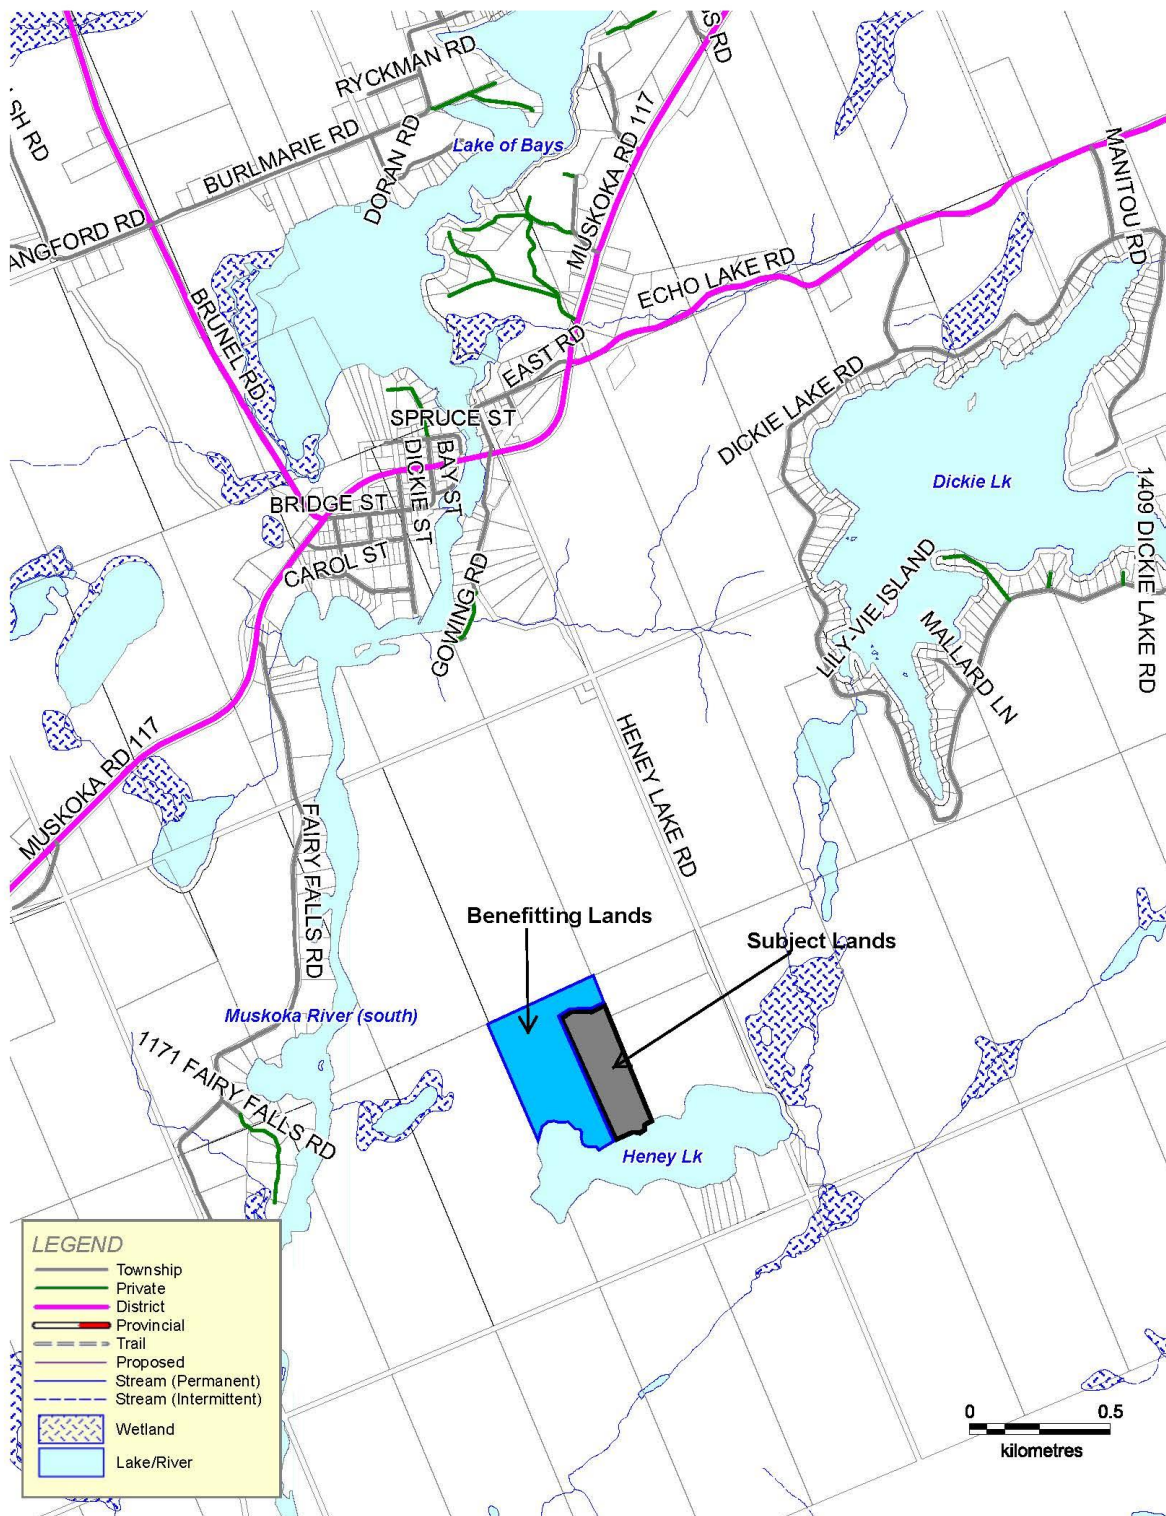 RYCKMAN RD
SS RD
SH RD
BURLMARIE RD
DORAN RD
Lake of Bays
MUSKOKA RD 117
MANITOU RD
ANGFORD RD
BRUNEL RD
ECHO LAKE RD
EAST RD
SPRUCE ST
DICKIE LAKE RD
DICKIE ST
BAY ST
BRIDGE ST
Dickie Lk
1409 DICKIE LAKE RD
CAROL ST
GOWING RD
LILY-VIE ISLAND
MALLARD LN
MUSKOKA RD 117
HENEY LAKE RD
FAIRY FALLS RD
Benefitting Lands
Subject Lands
Muskoka River (south)
1171 FAIRY FALLS RD
Heney Lk
LEGEND
Township
Private
District
Provincial
Trail
Proposed
Stream (Permanent)
Stream (Intermittent)
Wetland
Lake/River
0 0.5
kilometres